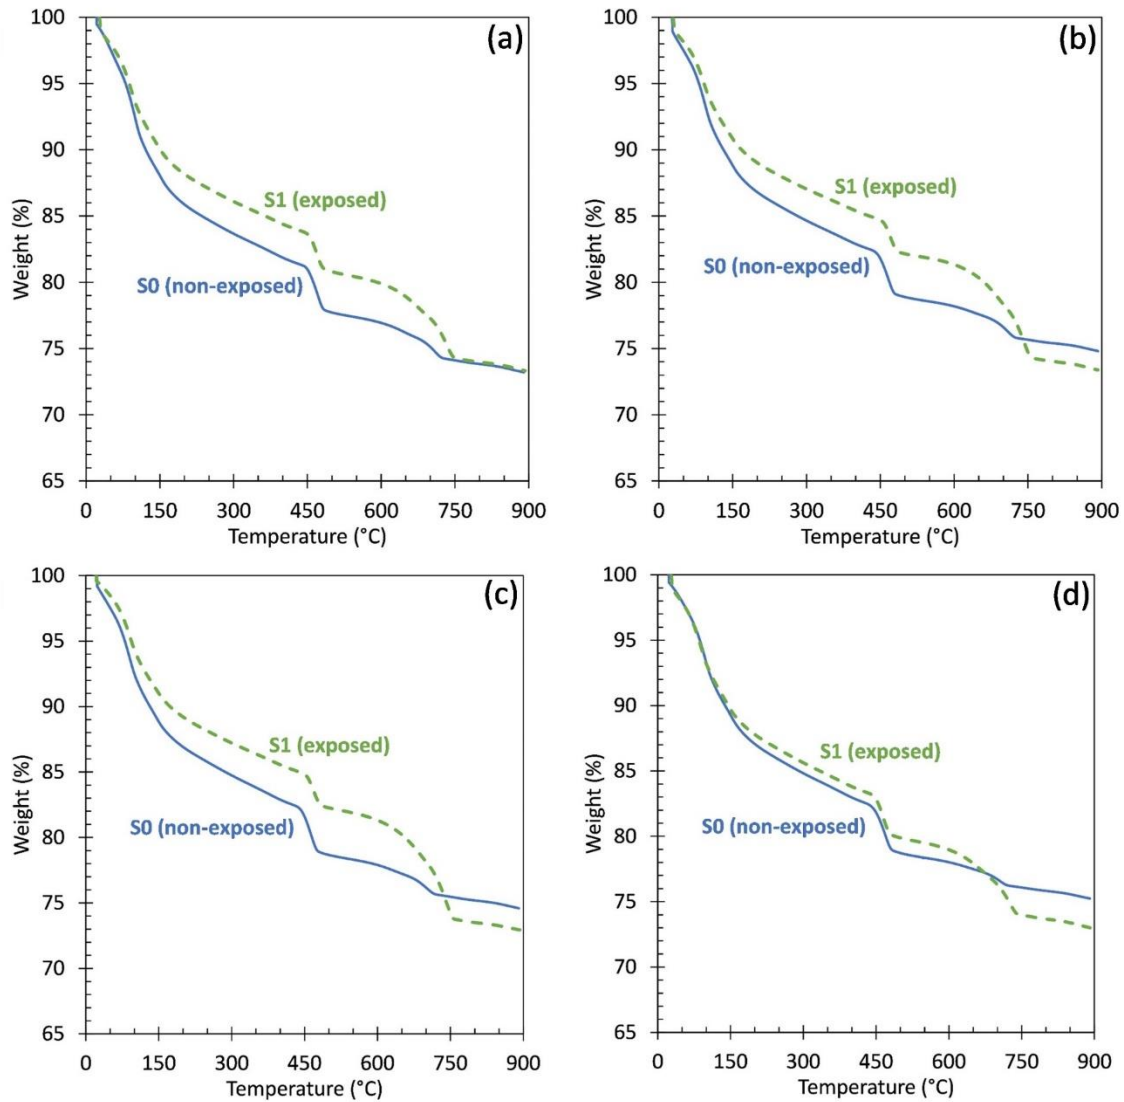 (a)
100
95
90
85
80
75
70
65
Weight (%)
S1 (exposed)
S0 (non-exposed)
0 150 300 450 600 750 900
Temperature (°C)
(b)
100
95
90
85
80
75
70
65
Weight (%)
S1 (exposed)
S0 (non-exposed)
0 150 300 450 600 750 900
Temperature (°C)
(c)
100
95
90
85
80
75
70
65
Weight (%)
S1 (exposed)
S0 (non-exposed)
0 150 300 450 600 750 900
Temperature (°C)
(d)
100
95
90
85
80
75
70
65
Weight (%)
S1 (exposed)
S0 (non-exposed)
0 150 300 450 600 750 900
Temperature (°C)